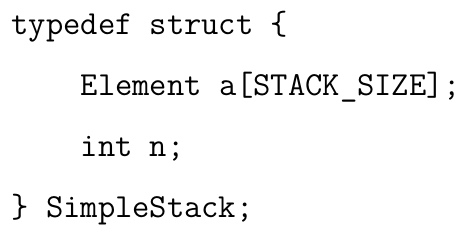 typedef struct {
    Element a[STACK_SIZE];
    int n;
} SimpleStack;